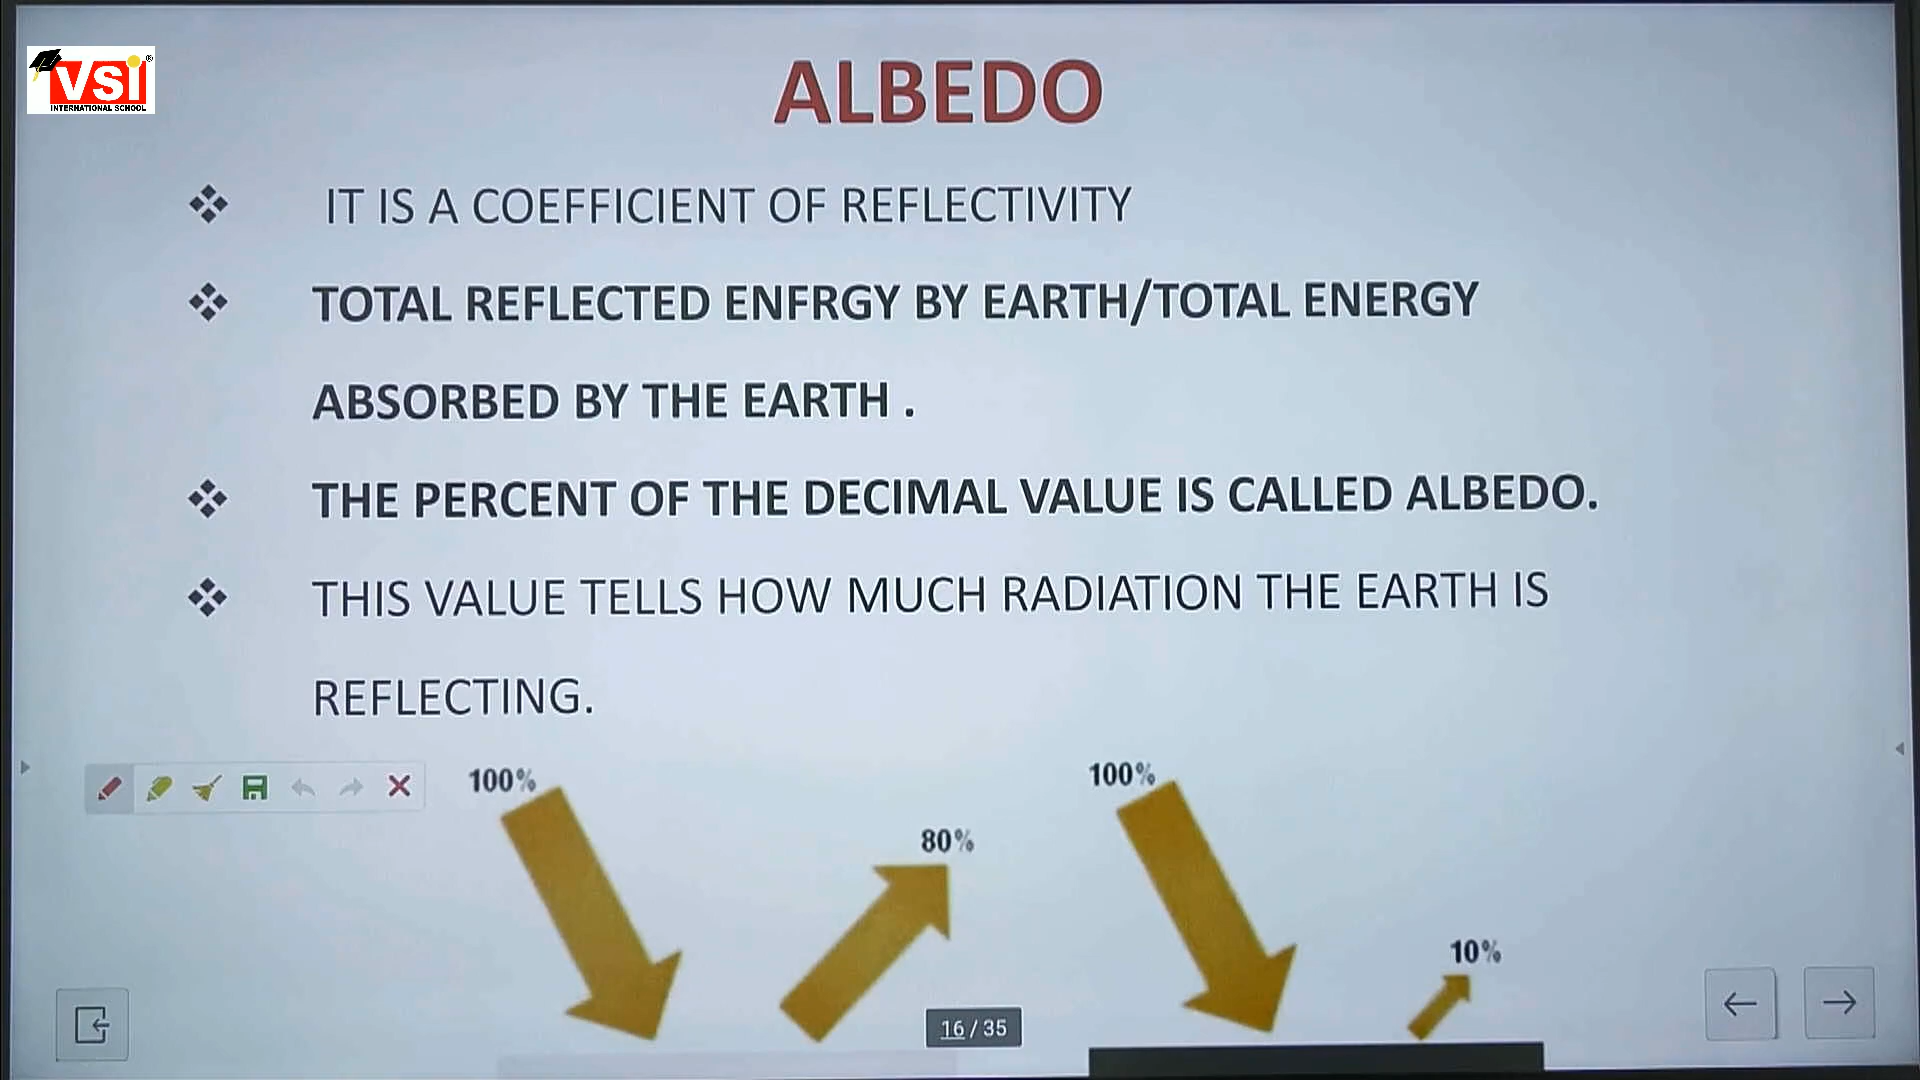 VSI
INTERNATIONAL SCHOOL
ALBEDO
IT IS A COEFFICIENT OF REFLECTIVITY
TOTAL REFLECTED ENFRGY BY EARTH/TOTAL ENERGY
ABSORBED BY THE EARTH .
THE PERCENT OF THE DECIMAL VALUE IS CALLED ALBEDO.
THIS VALUE TELLS HOW MUCH RADIATION THE EARTH IS
REFLECTING.
100%
100%
80%
10%
16 / 35